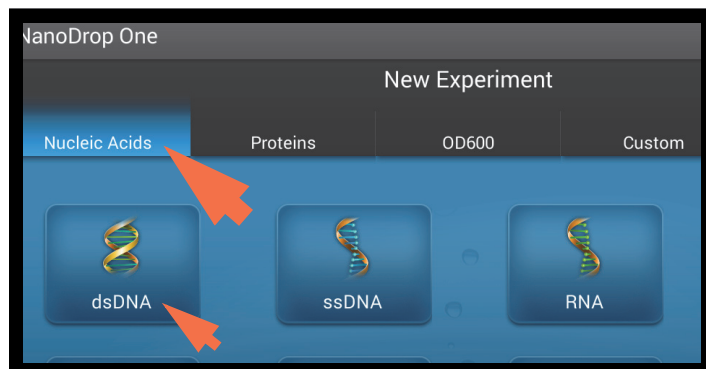 NanoDrop One
New Experiment
Nucleic Acids Proteins OD600 Custom
dsDNA ssDNA RNA